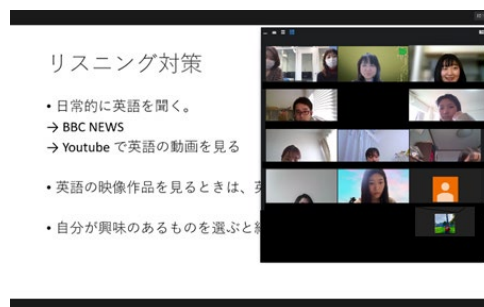 リスニング対策
• 日常的に英語を聞く。
→ BBC NEWS
→ Youtube で英語の動画を見る
• 英語の映像作品を見るときは、
• 自分が興味のあるものを選ぶと